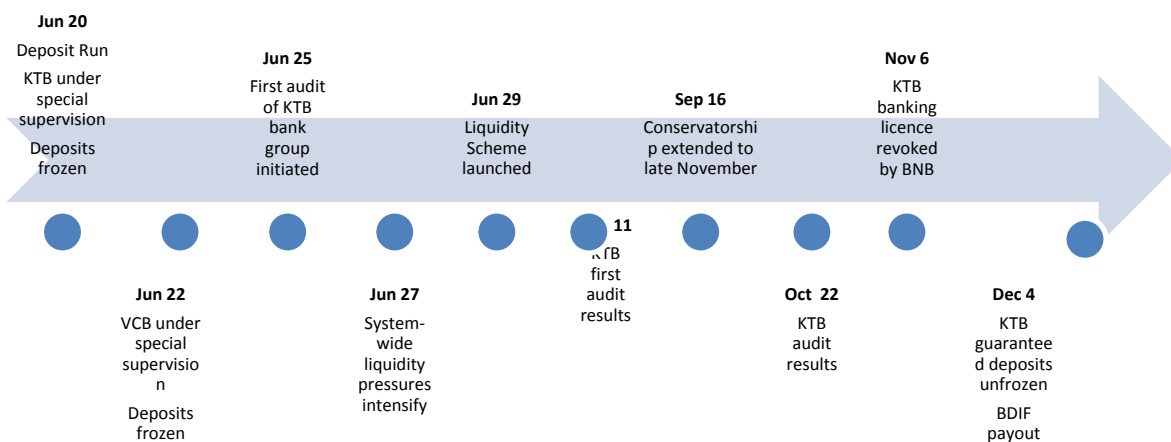 Jun 20
Deposit Run
KTB under
special
supervision
Deposits
frozen
Jun 22
VCB under
special
supervisio
n
Deposits
frozen
Jun 25
First audit
of KTB
bank
group
initiated
Jun 27
System-
wide
liquidity
pressures
intensify
Jun 29
Liquidity
Scheme
launched
11
KTB
first
audit
results
Sep 16
Conservatorshi
p extended to
late November
Oct 22
KTB
audit
results
Nov 6
KTB
banking
licence
revoked
by BNB
Dec 4
KTB
guarantee
d deposits
unfrozen
BDIF
payout